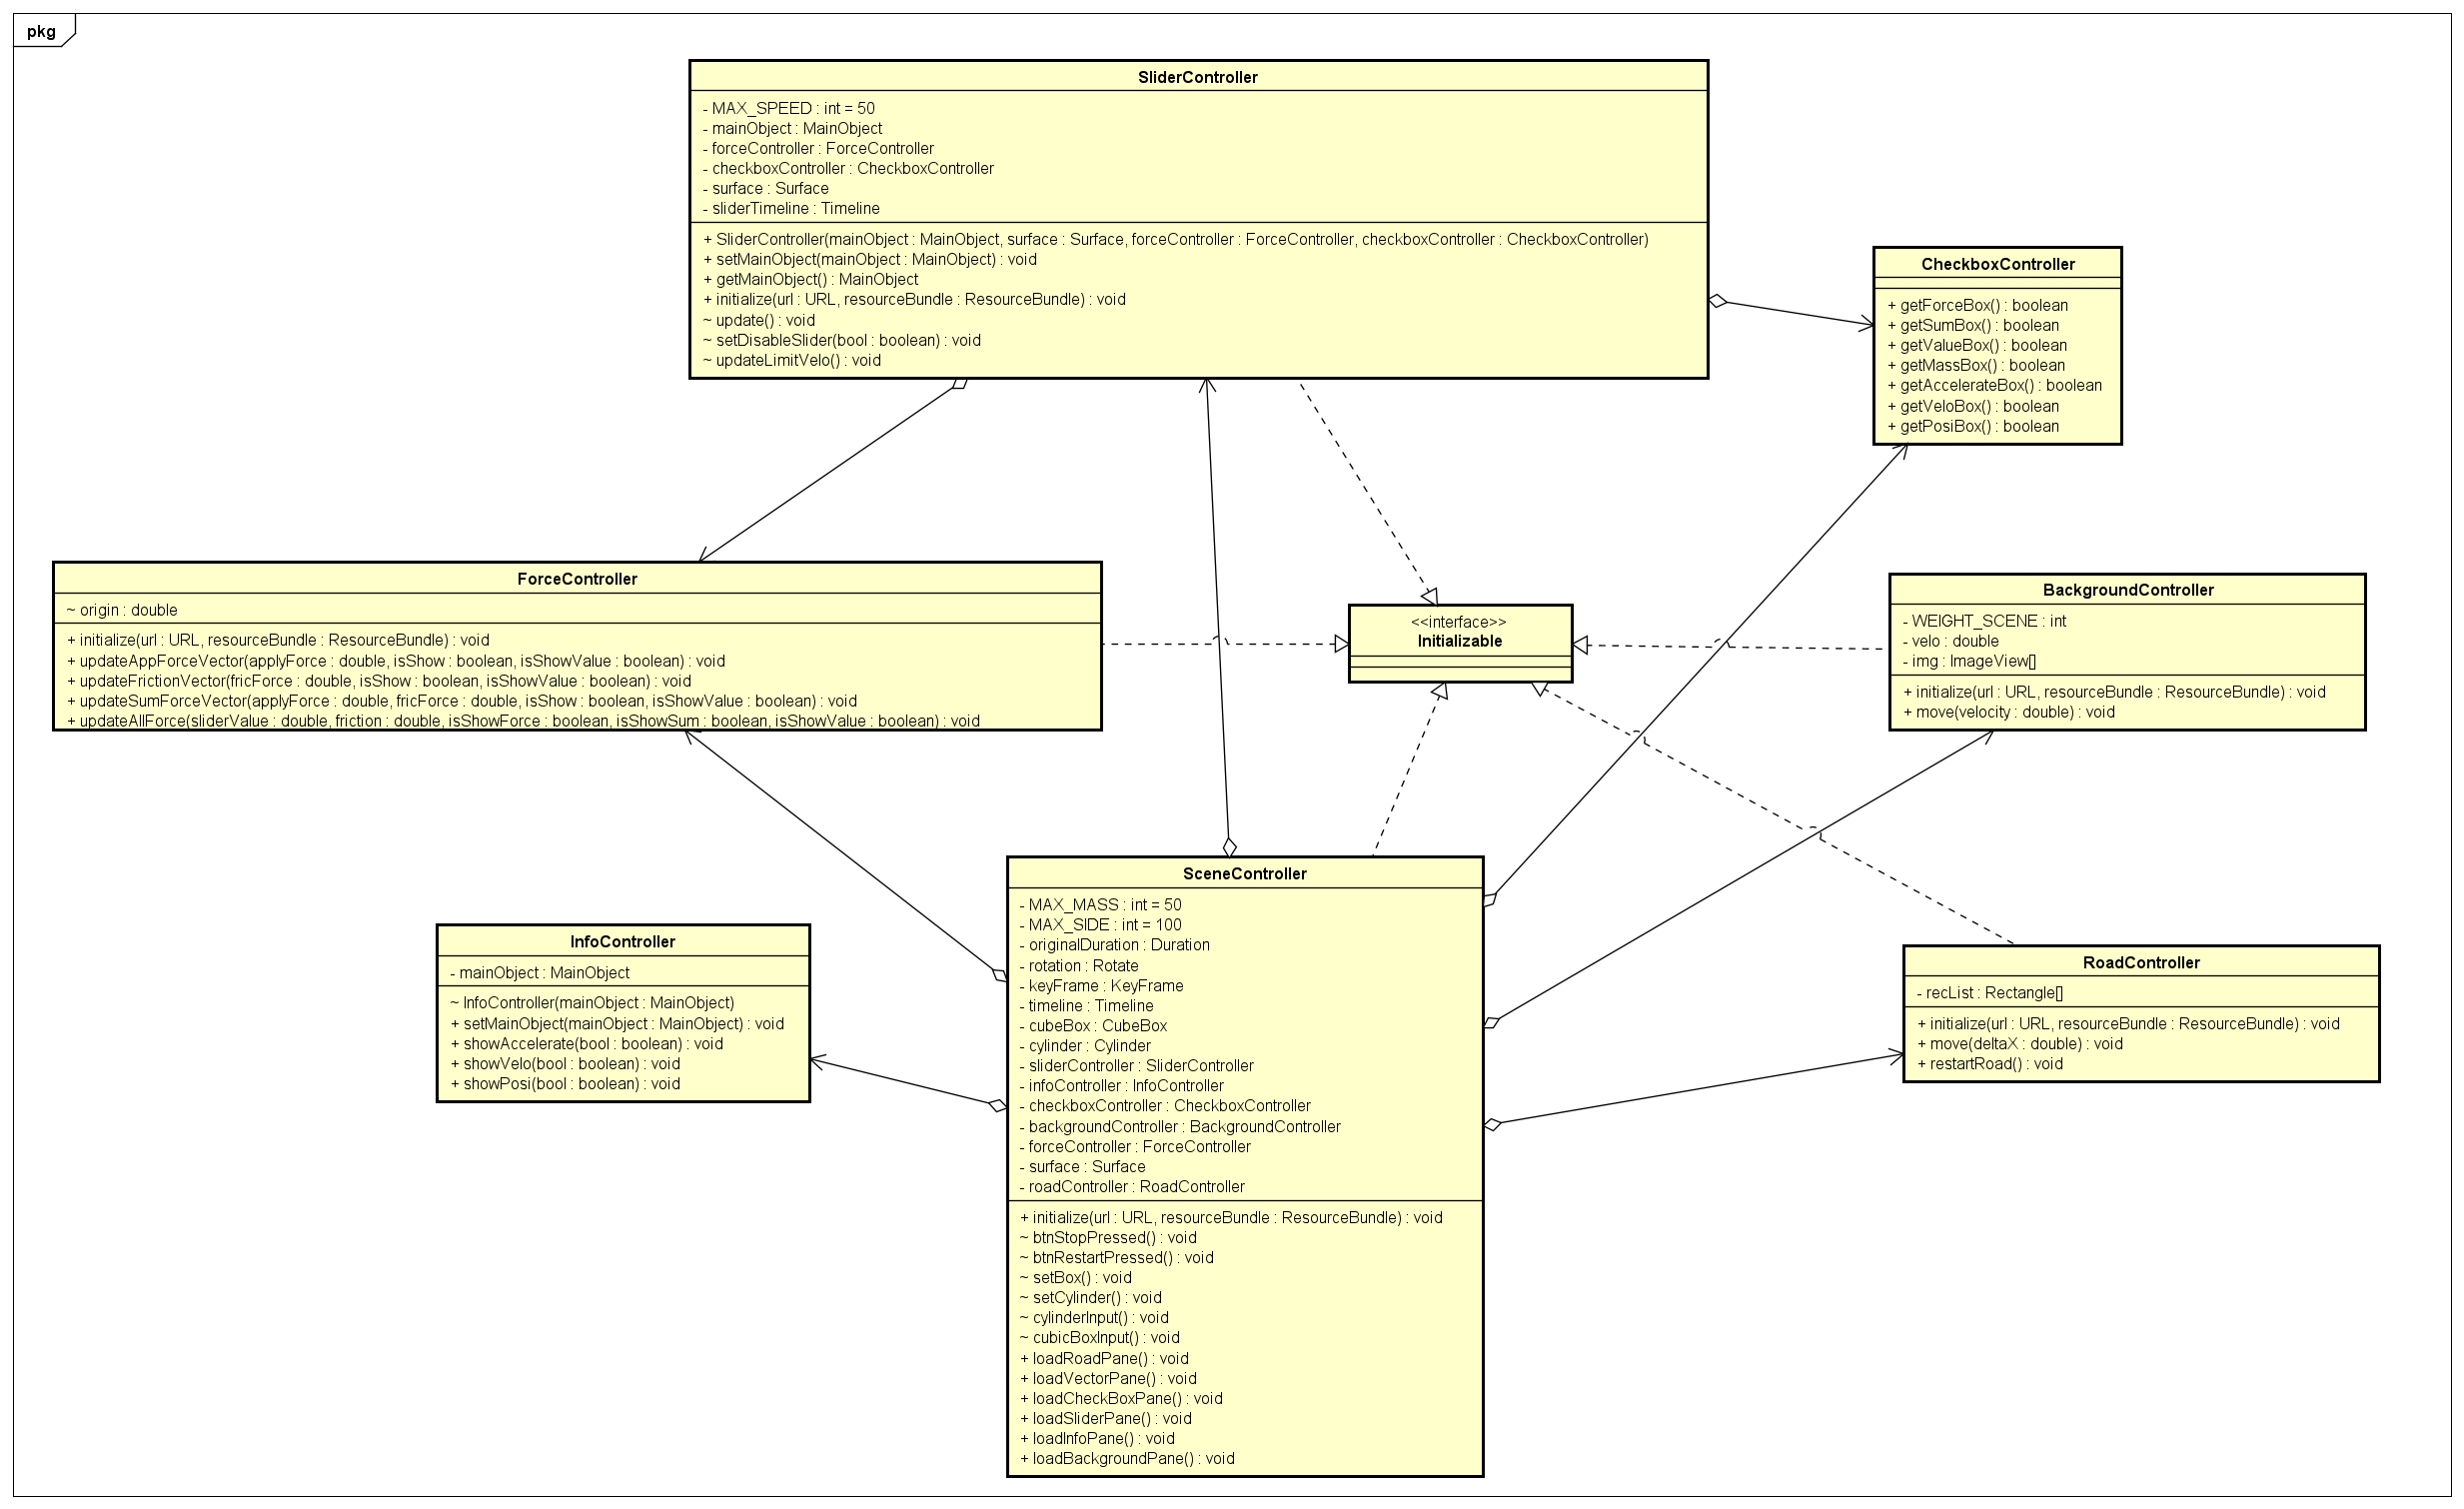 pkg
SliderController
- MAX_SPEED : int = 50
- mainObject : MainObject
- forceController : ForceController
- checkboxController : CheckboxController
- surface : Surface
- sliderTimeline : Timeline
+ SliderController(mainObject : MainObject, surface : Surface, forceController : ForceController, checkboxController : CheckboxController)
+ setMainObject(mainObject : MainObject) : void
+ getMainObject() : MainObject
+ initialize(url : URL, resourceBundle : ResourceBundle) : void
~ update() : void
~ setDisableSlider(bool : boolean) : void
~ updateLimitVelo() : void
CheckboxController
+ getForceBox() : boolean
+ getSumBox() : boolean
+ getValueBox() : boolean
+ getMassBox() : boolean
+ getAccelerateBox() : boolean
+ getVeloBox() : boolean
+ getPosiBox() : boolean
ForceController
~ origin : double
+ initialize(url : URL, resourceBundle : ResourceBundle) : void
+ updateAppForceVector(applyForce : double, isShow : boolean, isShowValue : boolean) : void
+ updateFrictionVector(fricForce : double, isShow : boolean, isShowValue : boolean) : void
+ updateSumForceVector(applyForce : double, fricForce : double, isShow : boolean, isShowValue : boolean) : void
+ updateAllForce(sliderValue : double, friction : double, isShowForce : boolean, isShowSum : boolean, isShowValue : boolean) : void
<<interface>>
Initializable
BackgroundController
- WEIGHT_SCENE : int
- velo : double
- img : ImageView[]
+ initialize(url : URL, resourceBundle : ResourceBundle) : void
+ move(velocity : double) : void
InfoController
- mainObject : MainObject
~ InfoController(mainObject : MainObject)
+ setMainObject(mainObject : MainObject) : void
+ showAccelerate(bool : boolean) : void
+ showVelo(bool : boolean) : void
+ showPosi(bool : boolean) : void
SceneController
- MAX_MASS : int = 50
- MAX_SIDE : int = 100
- originalDuration : Duration
- rotation : Rotate
- keyFrame : KeyFrame
- timeline : Timeline
- cubeBox : CubeBox
- cylinder : Cylinder
- sliderController : SliderController
- infoController : InfoController
- checkboxController : CheckboxController
- backgroundController : BackgroundController
- forceController : ForceController
- surface : Surface
- roadController : RoadController
+ initialize(url : URL, resourceBundle : ResourceBundle) : void
~ btnStopPressed() : void
~ btnRestartPressed() : void
~ setBox() : void
~ setCylinder() : void
~ cylinderInput() : void
~ cubicBoxInput() : void
+ loadRoadPane() : void
+ loadVectorPane() : void
+ loadCheckBoxPane() : void
+ loadSliderPane() : void
+ loadInfoPane() : void
+ loadBackgroundPane() : void
RoadController
- recList : Rectangle[]
+ initialize(url : URL, resourceBundle : ResourceBundle) : void
+ move(deltaX : double) : void
+ restartRoad() : void